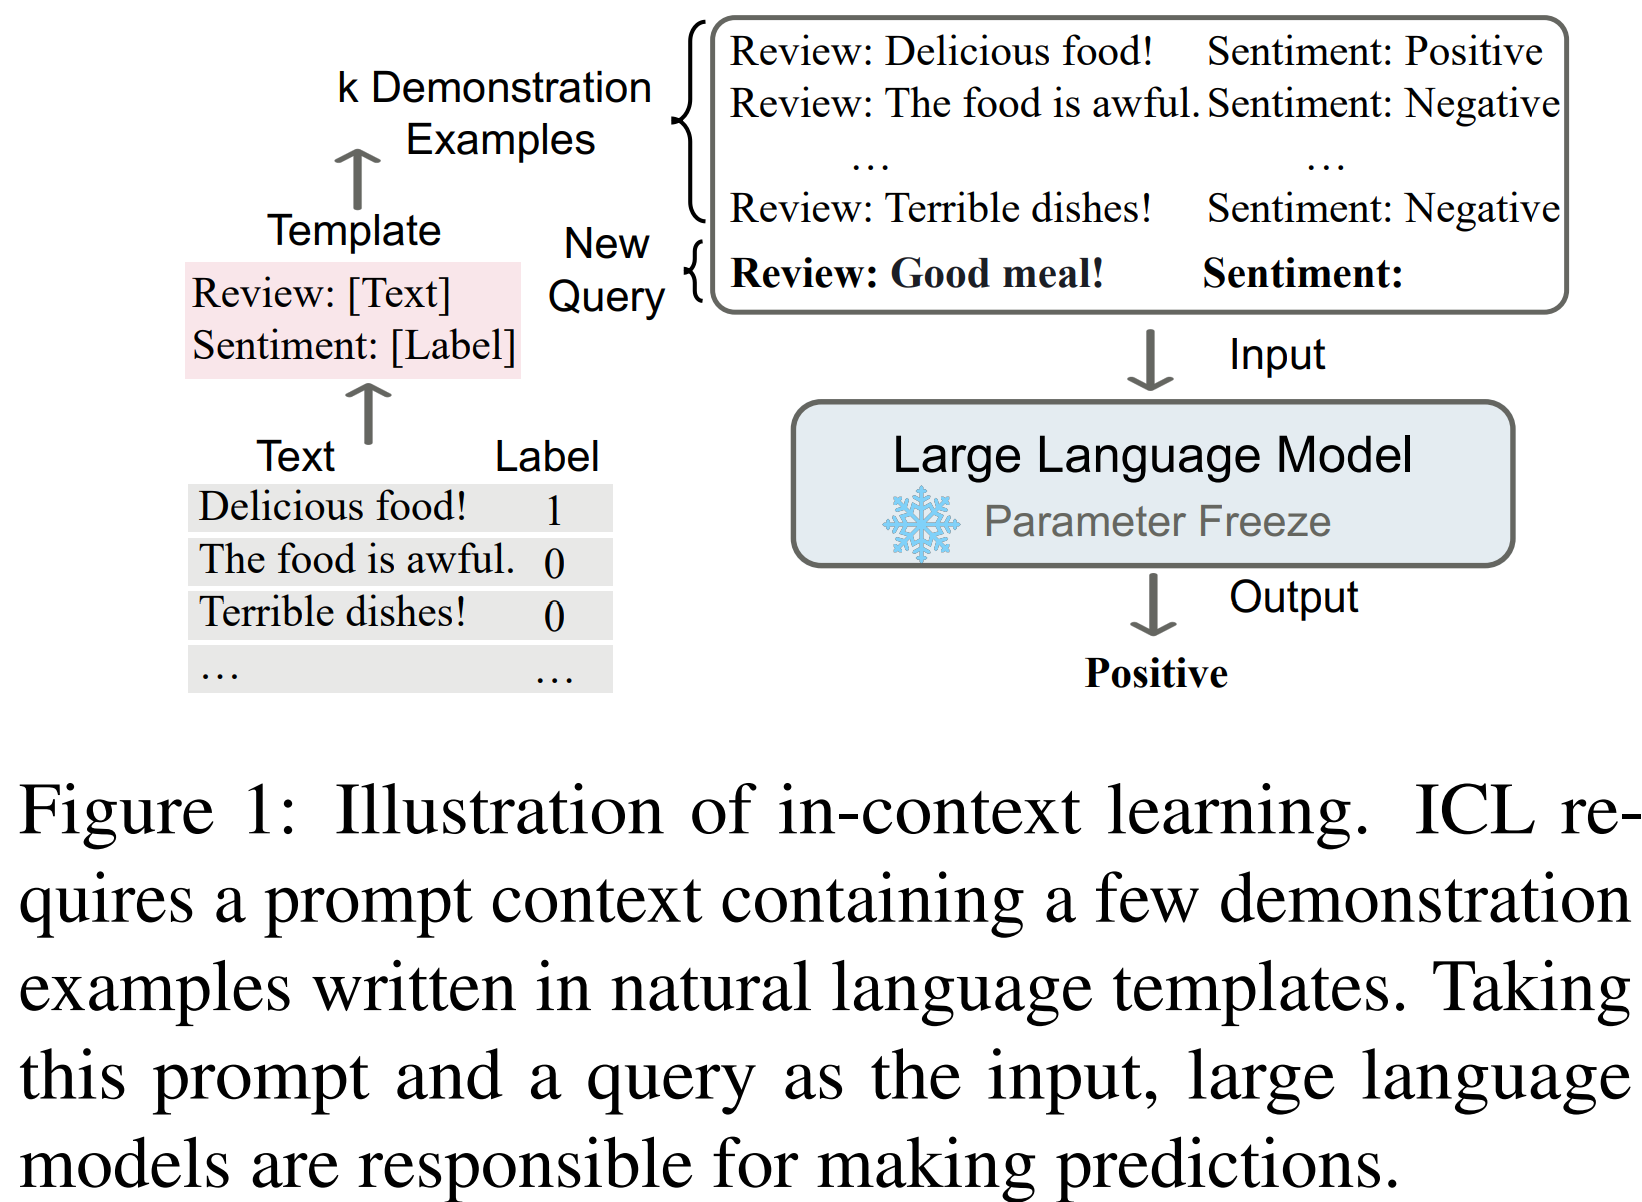 k Demonstration
Examples
Template
Review: [Text]
Sentiment: [Label]
Text Label
Delicious food! 1
The food is awful. 0
Terrible dishes! 0
... ...
New
Query
Review: Delicious food! Sentiment: Positive
Review: The food is awful. Sentiment: Negative
... ...
Review: Terrible dishes! Sentiment: Negative
Review: Good meal! Sentiment:
Input
Large Language Model
Parameter Freeze
Output
Positive
Figure 1: Illustration of in-context learning. ICL re-
quires a prompt context containing a few demonstration
examples written in natural language templates. Taking
this prompt and a query as the input, large language
models are responsible for making predictions.